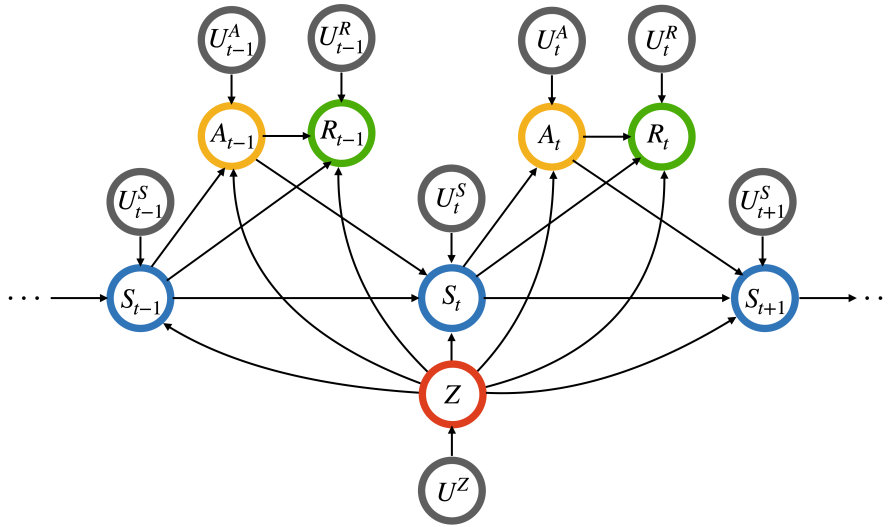 U^A_{t-1} U^R_{t-1} U^A_t U^R_t
A_{t-1} R_{t-1} A_t R_t
U^S_{t-1} U^S_t U^S_{t+1}
... S_{t-1} S_t S_{t+1} ..
Z
U^Z